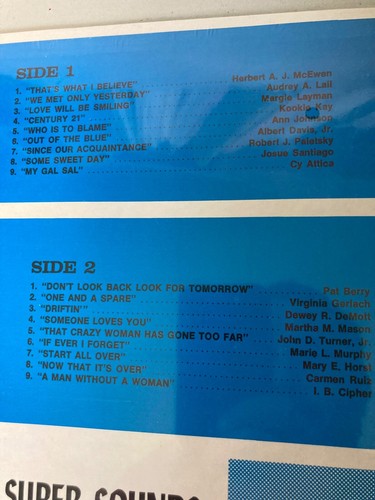 SIDE 1
1. "THAT'S WHAT I BELIEVE" Herbert A. J. McEwen
2. "WE MET ONLY YESTERDAY" Audrey A. Lail
3. "LOVE WILL BE SMILING" Margie Layman
4. "CENTURY 21" Kookie Kay
5. "WHO IS TO BLAME" Ann Johnson
6. "OUT OF THE BLUE" Albert Davis, Jr.
7. "SINCE OUR ACQUAINTANCE" Robert J. Paletsky
8. "SOME SWEET DAY" Josue Santiago
9. "MY GAL SAL" Cy Attica
SIDE 2
1. "DON'T LOOK BACK LOOK FOR TOMORROW" Pat Berry
2. "ONE AND A SPARE" Virginia Gerlach
3. "DRIFTIN'" Dewey R. DeMott
4. "SOMEONE LOVES YOU" Martha M. Mason
5. "THAT CRAZY WOMAN HAS GONE TOO FAR" John D. Turner, Jr.
6. "IF EVER I FORGET" Marie L. Murphy
7. "START ALL OVER" Mary E. Horst
8. "NOW THAT IT'S OVER" Carmen Ruiz
9. "A MAN WITHOUT A WOMAN" I. B. Cipher
SUPER SOUNDS